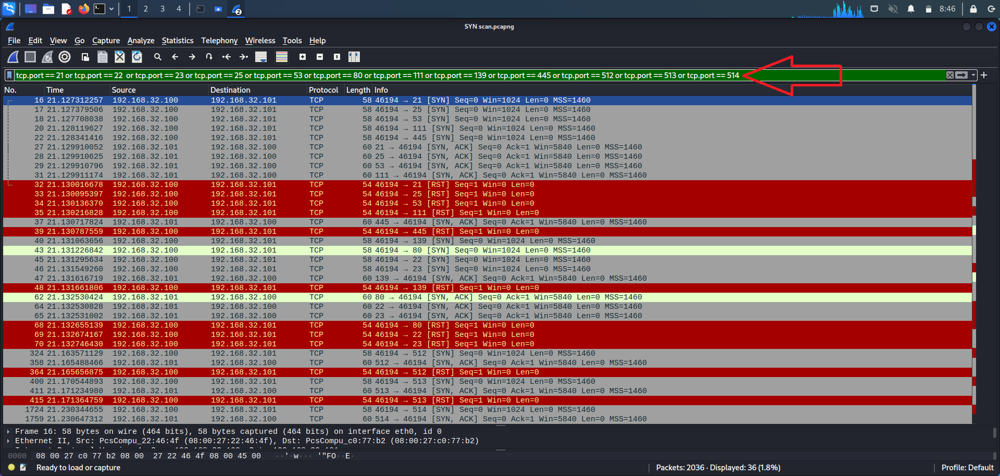 1 2 3 4 2 8:46
SYN scan.pcapng
File Edit View Go Capture Analyze Statistics Telephony Wireless Tools Help
tcp.port == 21 or tcp.port == 22  or tcp.port == 23 or tcp.port == 25 or tcp.port == 53 or tcp.port == 80 or tcp.port == 111 or tcp.port == 139 or tcp.port == 445 or tcp.port == 512 or tcp.port == 513 or tcp.port == 514
No. Time Source Destination Protocol Length Info
16 21.127312257 192.168.32.100 192.168.32.101 TCP 58 46194 → 21 [SYN] Seq=0 Win=1024 Len=0 MSS=1460
17 21.127379506 192.168.32.100 192.168.32.101 TCP 58 46194 → 25 [SYN] Seq=0 Win=1024 Len=0 MSS=1460
18 21.127708038 192.168.32.100 192.168.32.101 TCP 58 46194 → 53 [SYN] Seq=0 Win=1024 Len=0 MSS=1460
20 21.128119627 192.168.32.100 192.168.32.101 TCP 58 46194 → 111 [SYN] Seq=0 Win=1024 Len=0 MSS=1460
22 21.128341416 192.168.32.100 192.168.32.101 TCP 58 46194 → 445 [SYN] Seq=0 Win=1024 Len=0 MSS=1460
27 21.129910052 192.168.32.101 192.168.32.100 TCP 60 21 → 46194 [SYN, ACK] Seq=0 Ack=1 Win=5840 Len=0 MSS=1460
28 21.129910625 192.168.32.101 192.168.32.100 TCP 60 25 → 46194 [SYN, ACK] Seq=0 Ack=1 Win=5840 Len=0 MSS=1460
29 21.129910796 192.168.32.101 192.168.32.100 TCP 60 53 → 46194 [SYN, ACK] Seq=0 Ack=1 Win=5840 Len=0 MSS=1460
31 21.129911174 192.168.32.101 192.168.32.100 TCP 60 111 → 46194 [SYN, ACK] Seq=0 Ack=1 Win=5840 Len=0 MSS=1460
32 21.130016678 192.168.32.100 192.168.32.101 TCP 54 46194 → 21 [RST] Seq=1 Win=0 Len=0
33 21.130095397 192.168.32.100 192.168.32.101 TCP 54 46194 → 25 [RST] Seq=1 Win=0 Len=0
34 21.130136370 192.168.32.100 192.168.32.101 TCP 54 46194 → 53 [RST] Seq=1 Win=0 Len=0
35 21.130216828 192.168.32.100 192.168.32.101 TCP 54 46194 → 111 [RST] Seq=1 Win=0 Len=0
37 21.130717824 192.168.32.101 192.168.32.100 TCP 60 445 → 46194 [SYN, ACK] Seq=0 Ack=1 Win=5840 Len=0 MSS=1460
39 21.130787559 192.168.32.100 192.168.32.101 TCP 54 46194 → 445 [RST] Seq=1 Win=0 Len=0
40 21.131063656 192.168.32.100 192.168.32.101 TCP 58 46194 → 139 [SYN] Seq=0 Win=1024 Len=0 MSS=1460
43 21.131226842 192.168.32.100 192.168.32.101 TCP 58 46194 → 80 [SYN] Seq=0 Win=1024 Len=0 MSS=1460
45 21.131295634 192.168.32.100 192.168.32.101 TCP 58 46194 → 22 [SYN] Seq=0 Win=1024 Len=0 MSS=1460
46 21.131549260 192.168.32.100 192.168.32.101 TCP 58 46194 → 23 [SYN] Seq=0 Win=1024 Len=0 MSS=1460
47 21.131616719 192.168.32.101 192.168.32.100 TCP 60 139 → 46194 [SYN, ACK] Seq=0 Ack=1 Win=5840 Len=0 MSS=1460
48 21.131661806 192.168.32.100 192.168.32.101 TCP 54 46194 → 139 [RST] Seq=1 Win=0 Len=0
62 21.132530424 192.168.32.101 192.168.32.100 TCP 60 80 → 46194 [SYN, ACK] Seq=0 Ack=1 Win=5840 Len=0 MSS=1460
64 21.132530828 192.168.32.101 192.168.32.100 TCP 60 22 → 46194 [SYN, ACK] Seq=0 Ack=1 Win=5840 Len=0 MSS=1460
65 21.132531002 192.168.32.101 192.168.32.100 TCP 60 23 → 46194 [SYN, ACK] Seq=0 Ack=1 Win=5840 Len=0 MSS=1460
68 21.132655139 192.168.32.100 192.168.32.101 TCP 54 46194 → 80 [RST] Seq=1 Win=0 Len=0
69 21.132674167 192.168.32.100 192.168.32.101 TCP 54 46194 → 22 [RST] Seq=1 Win=0 Len=0
70 21.132746430 192.168.32.100 192.168.32.101 TCP 54 46194 → 23 [RST] Seq=1 Win=0 Len=0
324 21.163571129 192.168.32.100 192.168.32.101 TCP 58 46194 → 512 [SYN] Seq=0 Win=1024 Len=0 MSS=1460
358 21.165488466 192.168.32.101 192.168.32.100 TCP 60 512 → 46194 [SYN, ACK] Seq=0 Ack=1 Win=5840 Len=0 MSS=1460
364 21.165656875 192.168.32.100 192.168.32.101 TCP 54 46194 → 512 [RST] Seq=1 Win=0 Len=0
400 21.170544893 192.168.32.100 192.168.32.101 TCP 58 46194 → 513 [SYN] Seq=0 Win=1024 Len=0 MSS=1460
411 21.171234980 192.168.32.101 192.168.32.100 TCP 60 513 → 46194 [SYN, ACK] Seq=0 Ack=1 Win=5840 Len=0 MSS=1460
415 21.171364759 192.168.32.100 192.168.32.101 TCP 54 46194 → 513 [RST] Seq=1 Win=0 Len=0
1724 21.230344655 192.168.32.100 192.168.32.101 TCP 58 46194 → 514 [SYN] Seq=0 Win=1024 Len=0 MSS=1460
1759 21.230647312 192.168.32.101 192.168.32.100 TCP 60 514 → 46194 [SYN, ACK] Seq=0 Ack=1 Win=5840 Len=0 MSS=1460
Frame 16: 58 bytes on wire (464 bits), 58 bytes captured (464 bits) on interface eth0, id 0
Ethernet II, Src: PcsCompu_22:46:4f (08:00:27:22:46:4f), Dst: PcsCompu_c0:77:b2 (08:00:27:c0:77:b2)
0000 08 00 27 c0 77 b2 08 00 27 22 46 4f 08 00 45 00 ··'·w··· '"FO··E·
Ready to load or capture Packets: 2036 · Displayed: 36 (1.8%) Profile: Default